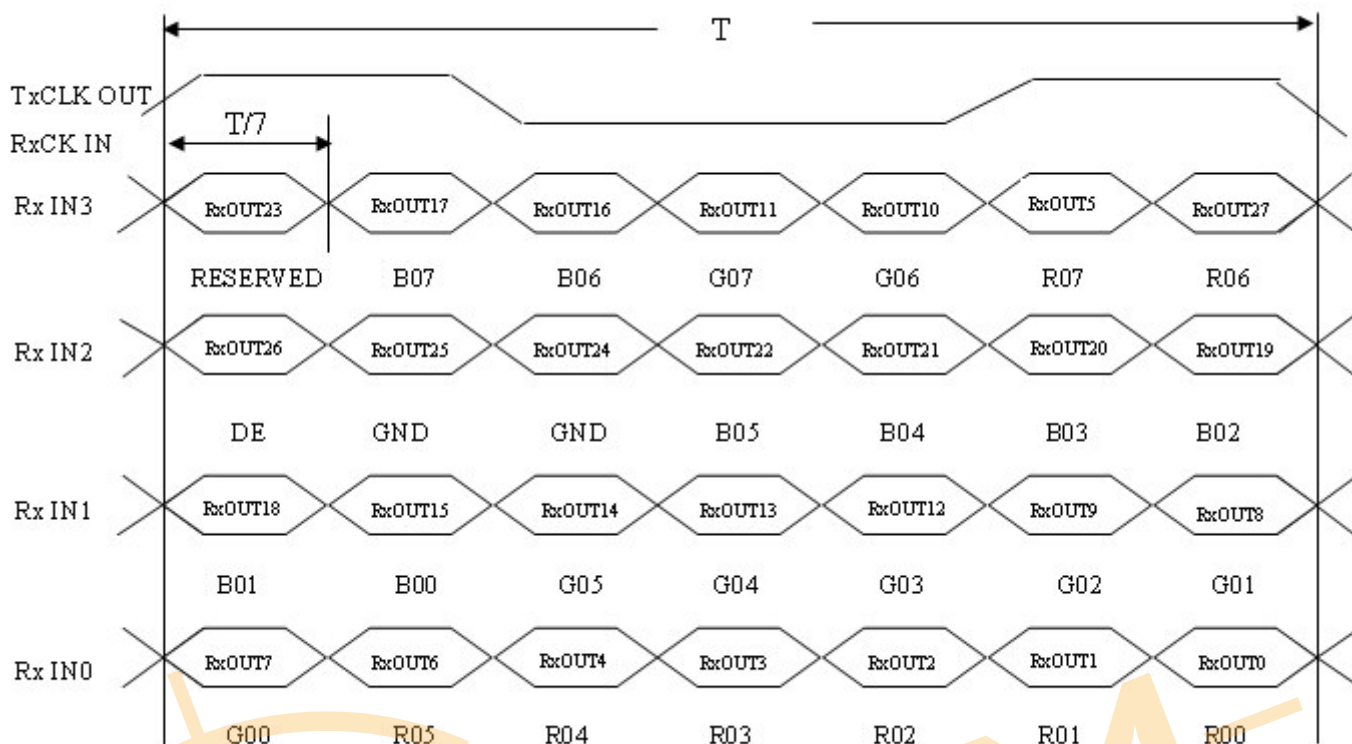 T
TxCLK OUT
T/7
RxCK IN
Rx IN3 RxOUT23 RxOUT17 RxOUT16 RxOUT11 RxOUT10 RxOUT5 RxOUT27
RESERVED B07 B06 G07 G06 R07 R06
Rx IN2 RxOUT26 RxOUT25 RxOUT24 RxOUT22 RxOUT21 RxOUT20 RxOUT19
DE GND GND B05 B04 B03 B02
Rx IN1 RxOUT18 RxOUT15 RxOUT14 RxOUT13 RxOUT12 RxOUT9 RxOUT8
B01 B00 G05 G04 G03 G02 G01
Rx IN0 RxOUT7 RxOUT6 RxOUT4 RxOUT3 RxOUT2 RxOUT1 RxOUT0
G00 R05 R04 R03 R02 R01 R00